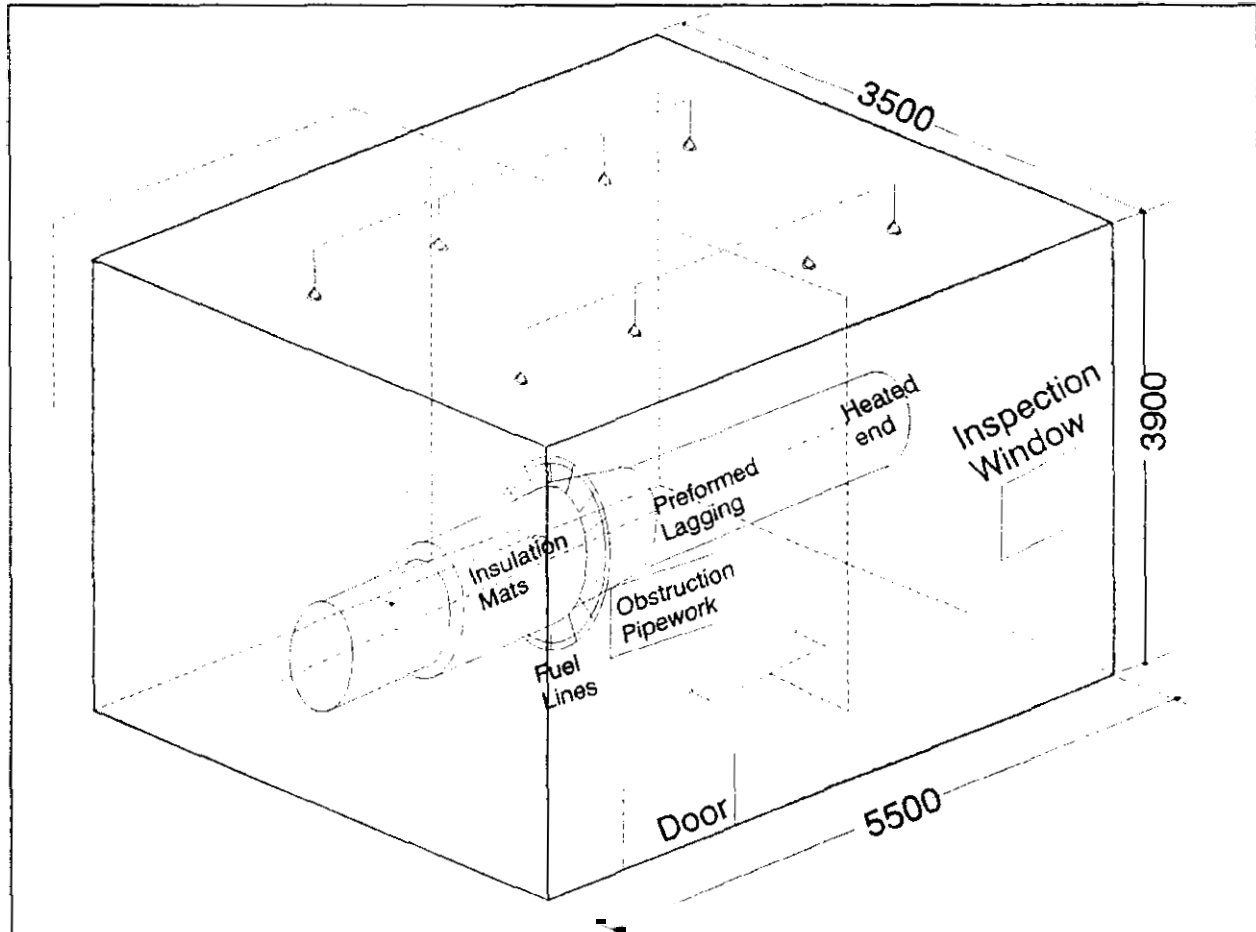 3500
3900
Heated
end
Inspection
Window
Preformed
Lagging
Insulation
Mats
Obstruction
Pipework
Fuel
Lines
Door
5500